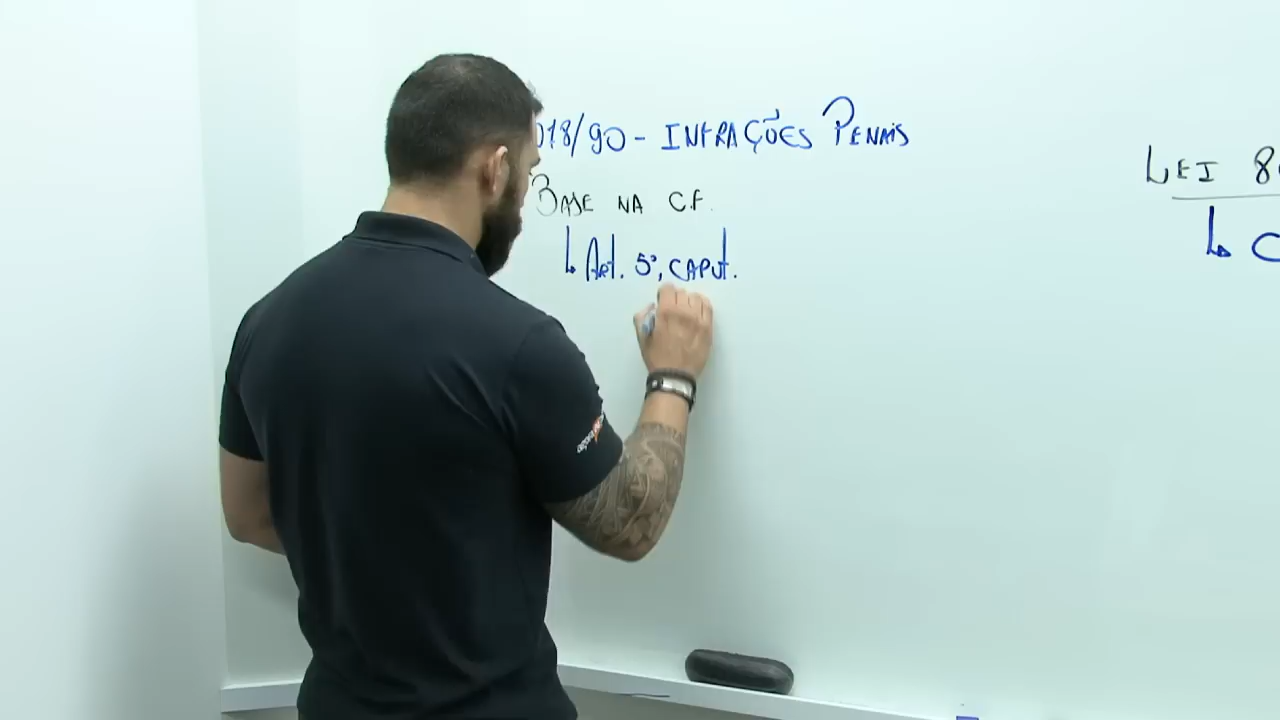 018/90 - INFRAÇÕES PENAIS
BASE NA C.F.
↳ Art. 5º, CAPUT.
LEI 8
↳ C